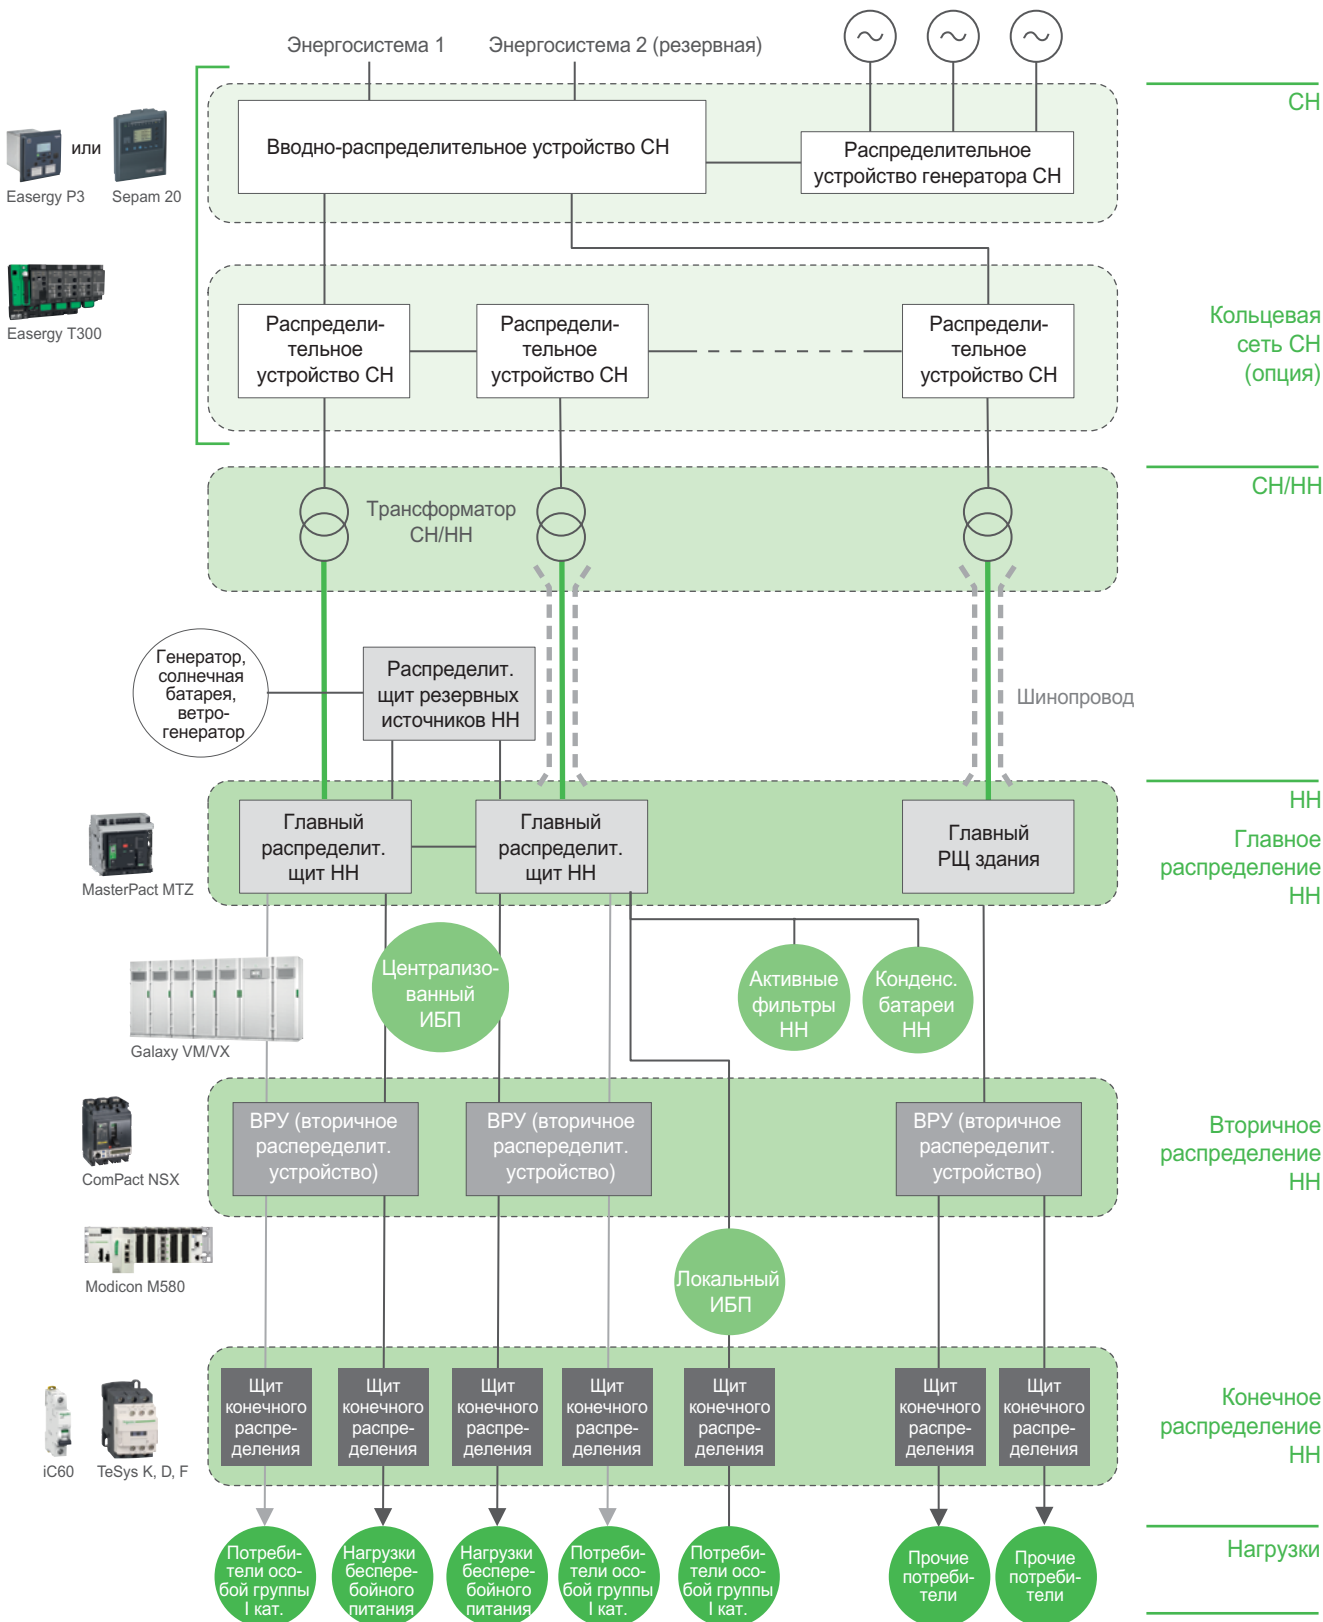 Энергосистема 1
Энергосистема 2 (резервная)
СН
или
Easergy P3
Sepam 20
Вводно-распределительное устройство СН
Распределительное
устройство генератора СН
Easergy T300
Распредели-
тельное
устройство СН
Распредели-
тельное
устройство СН
Распредели-
тельное
устройство СН
Кольцевая
сеть СН
(опция)
СН/НН
Трансформатор
СН/НН
Генератор,
солнечная
батарея,
ветро-
генератор
Распределит.
щит резервных
источников НН
Шинопровод
НН
Главное
распределение
НН
MasterPact MTZ
Главный
распределит.
щит НН
Главный
распределит.
щит НН
Главный
РЩ здания
Galaxy VM/VX
Централизо-
ванный
ИБП
Активные
фильтры
НН
Конденс.
батареи
НН
ComPact NSX
ВРУ (вторичное
распеределит.
устройство)
ВРУ (вторичное
распеределит.
устройство)
ВРУ (вторичное
распеределит.
устройство)
Вторичное
распределение
НН
Modicon M580
Локальный
ИБП
iC60
TeSys K, D, F
Щит
конечного
распре-
деления
Щит
конечного
распре-
деления
Щит
конечного
распре-
деления
Щит
конечного
распре-
деления
Щит
конечного
распре-
деления
Щит
конечного
распре-
деления
Щит
конечного
распре-
деления
Конечное
распределение
НН
Потреби-
тели осо-
бой группы
I кат.
Нагрузки
бесперe-
бойного
питания
Нагрузки
бесперe-
бойного
питания
Потреби-
тели осо-
бой группы
I кат.
Потреби-
тели осо-
бой группы
I кат.
Прочие
потреби-
тели
Прочие
потреби-
тели
Нагрузки